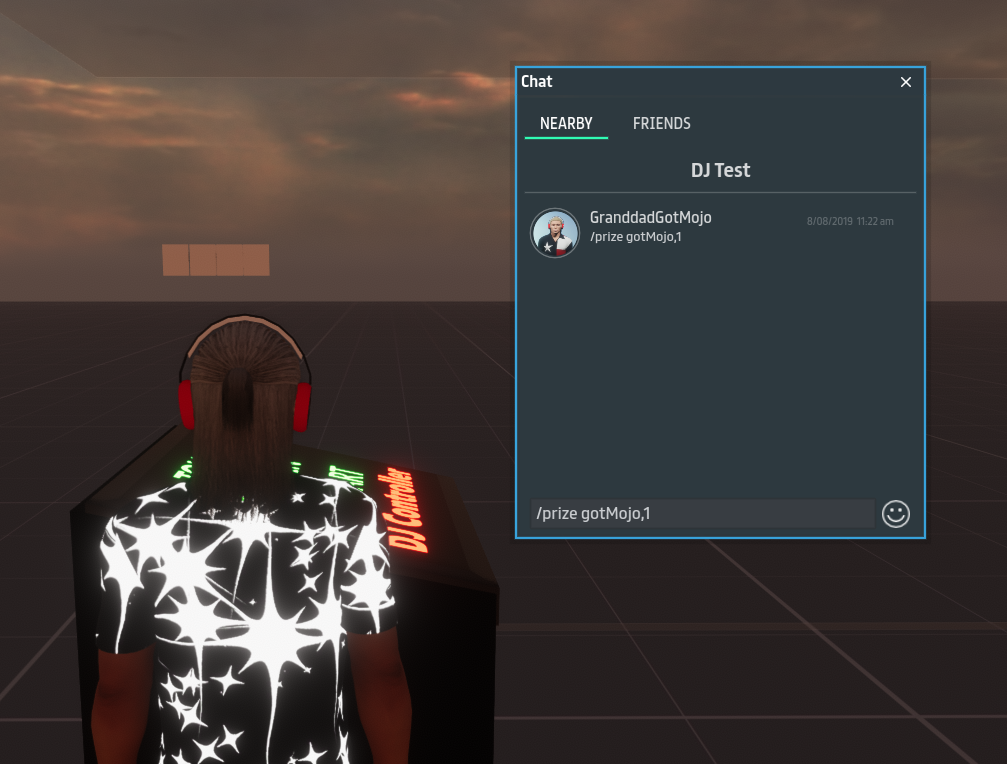 Chat
NEARBY FRIENDS
DJ Test
GranddadGotMojo 8/08/2019 11:22 am
/prize gotMojo,1
/prize gotMojo,1
DJ Controller